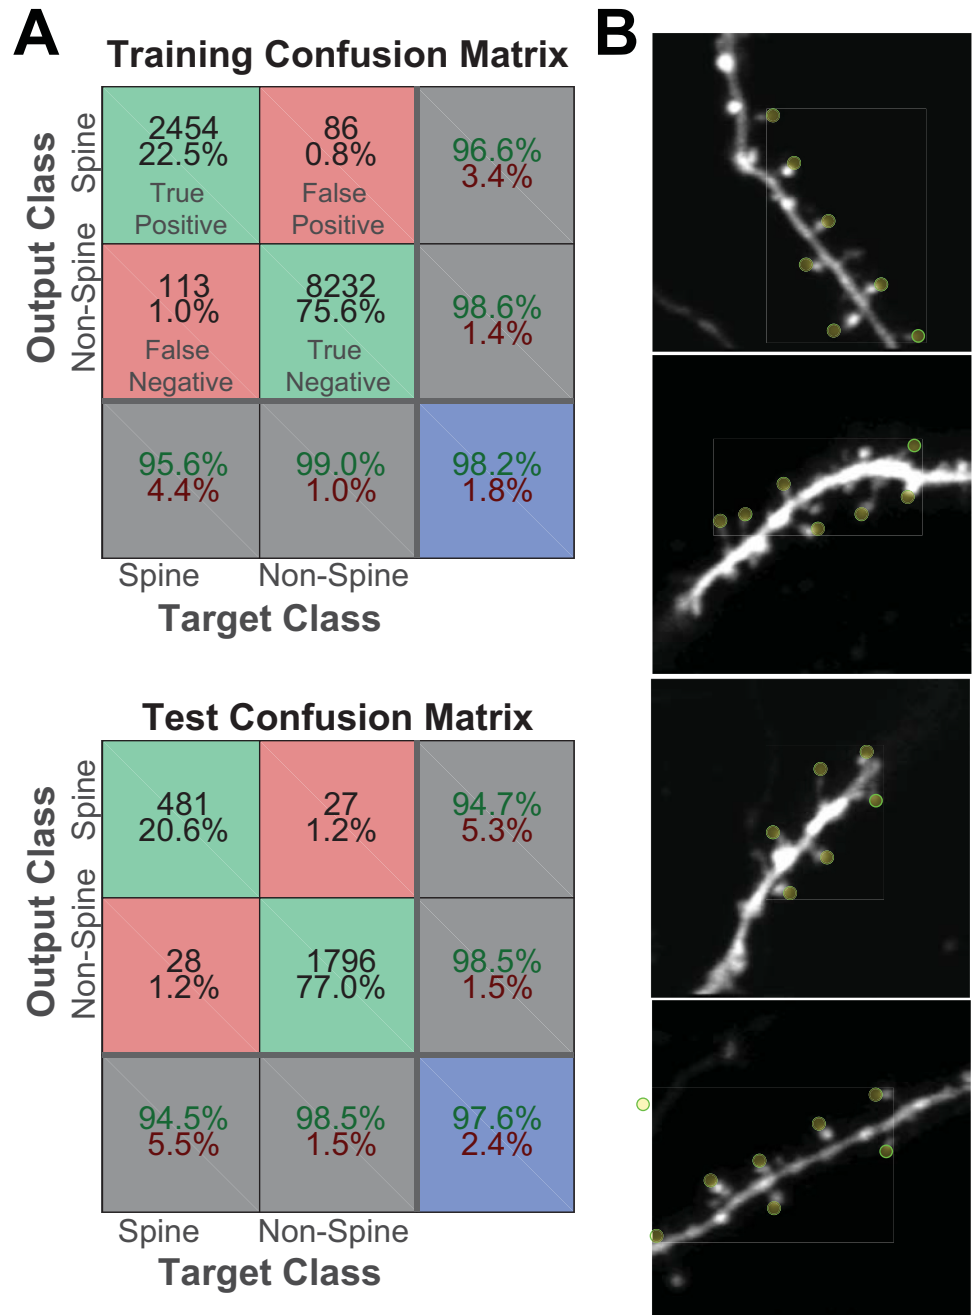 A
B
Training Confusion Matrix
Output Class
Spine
Non-Spine
2454
22.5%
True
Positive
86
0.8%
False
Positive
96.6%
3.4%
113
1.0%
False
Negative
8232
75.6%
True
Negative
98.6%
1.4%
95.6%
4.4%
99.0%
1.0%
98.2%
1.8%
Spine
Non-Spine
Target Class
Test Confusion Matrix
Output Class
Spine
Non-Spine
481
20.6%
27
1.2%
94.7%
5.3%
28
1.2%
1796
77.0%
98.5%
1.5%
94.5%
5.5%
98.5%
1.5%
97.6%
2.4%
Spine
Non-Spine
Target Class